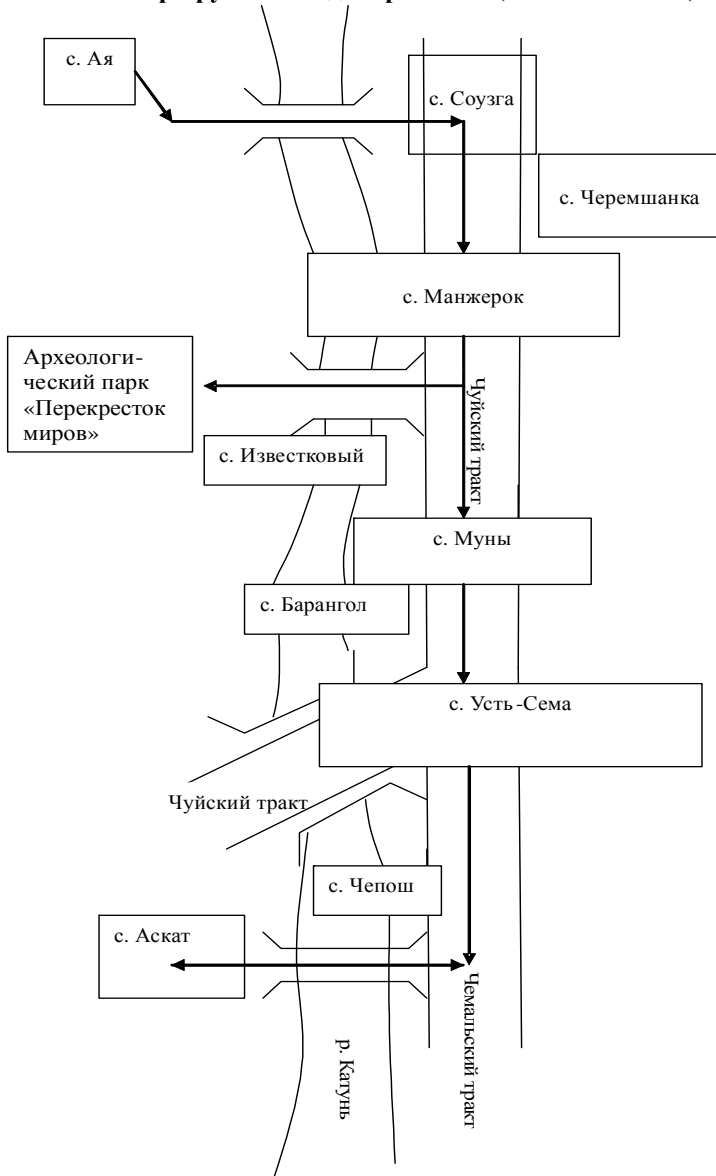 с. Ая
с. Соузга
с. Черемшанка
с. Манжерок
Археологи-
ческий парк
«Перекресток
миров»
Чуйский тракт
с. Известковый
с. Муны
с. Барангол
с. Усть-Сема
Чуйский тракт
с. Чепош
с. Аскат
Чемальский тракт
р. Катунь